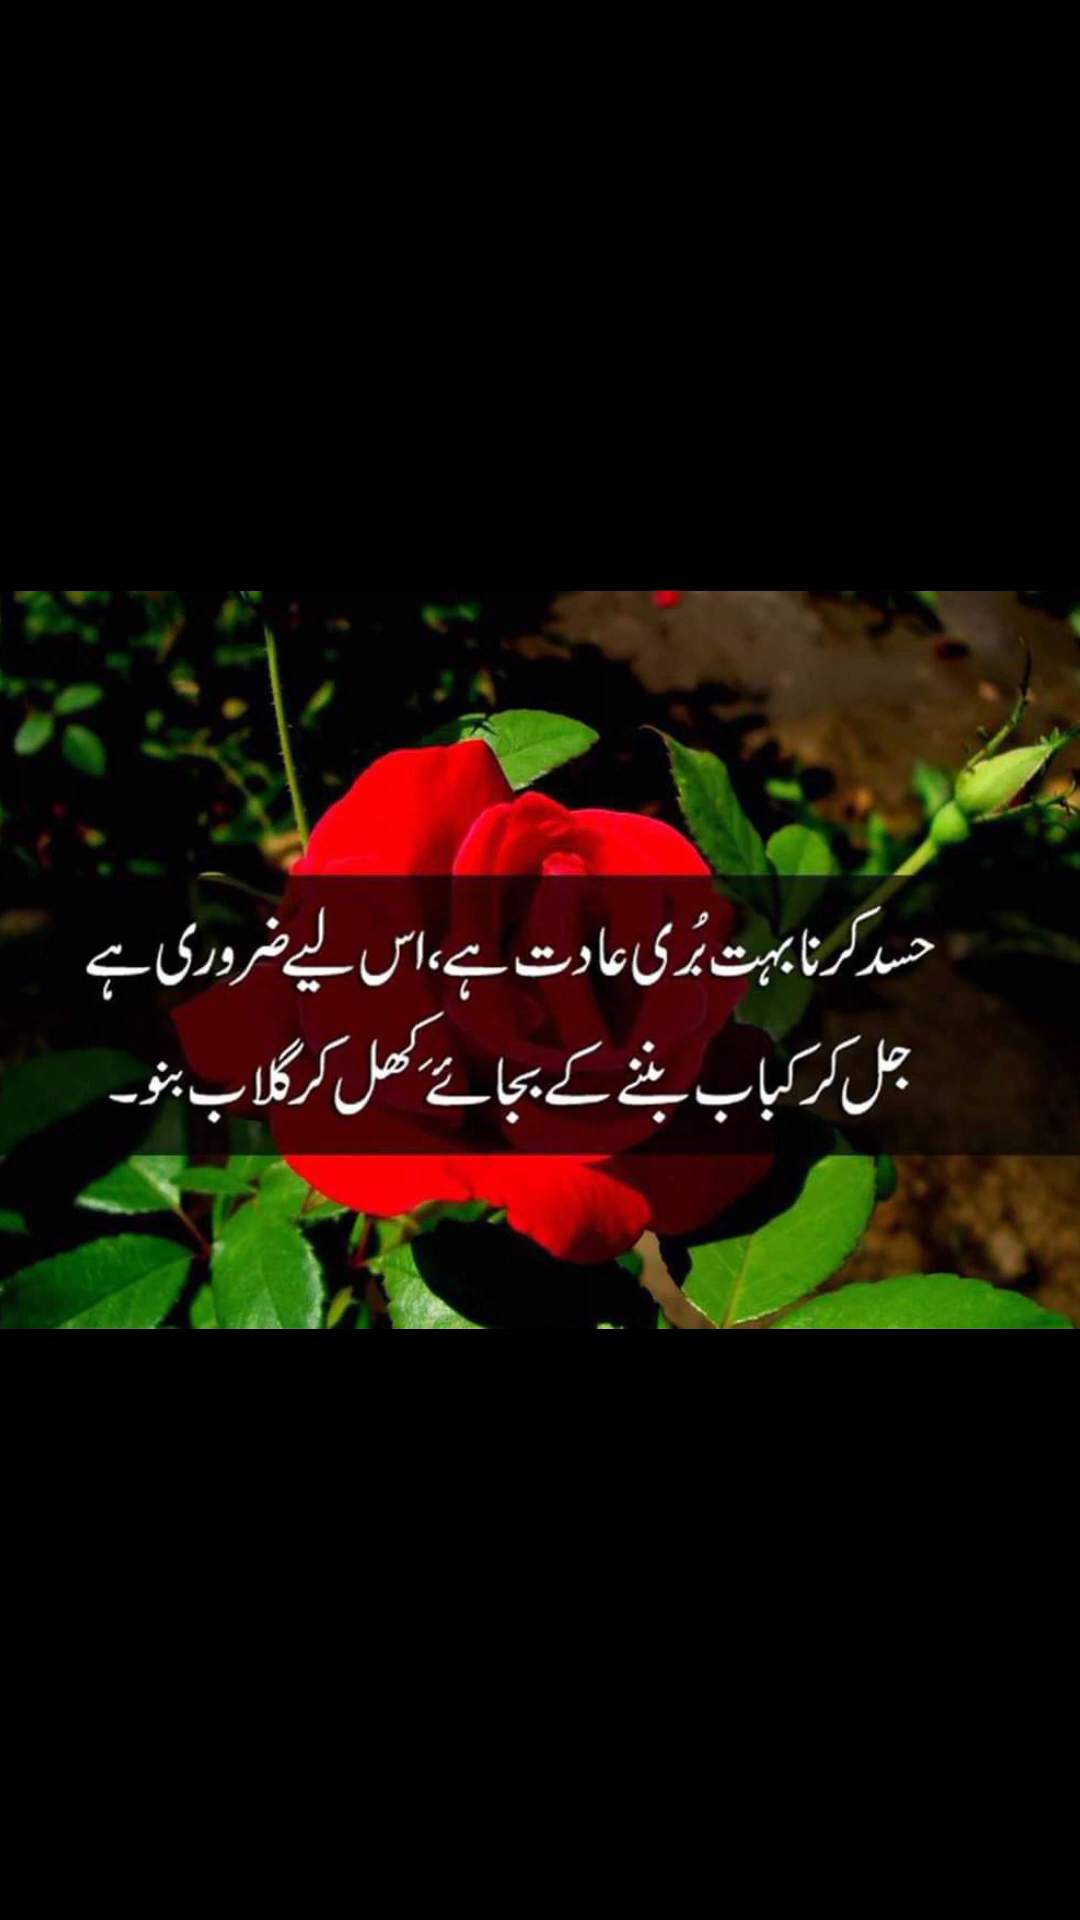 حسد کرنا بہت بُری عادت ہے، اس لیے ضروری ہے
جل کر کباب بننے کے بجائے کِھل کر گلاب بنو۔